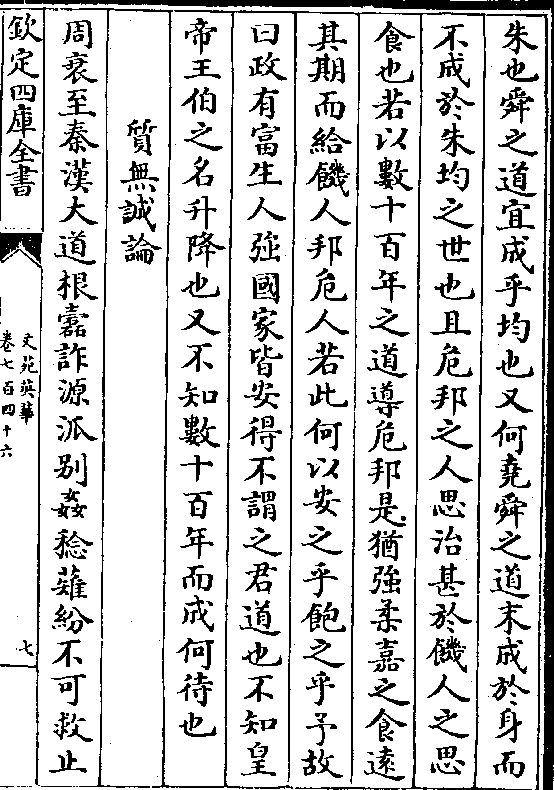 朱也舜之道宜成乎均也又何堯舜之道末成於身而
不成於朱均之世也且危邦之人思治甚於饑人之思
食也若以數十百年之道導危邦是猶強柔嘉之食遠
其期而給饑人邦危人若此何以安之乎飽之乎予故
曰政有富生人強國家皆安得不謂之君道也不知皇
帝王伯之名升降也又不知數十百年而成何待也
質無誠論
周衰至秦漢大道根蠹詐源派别姦稔薙紛不可救止
欽定四庫全書
文苑英華
卷七百四十六
七